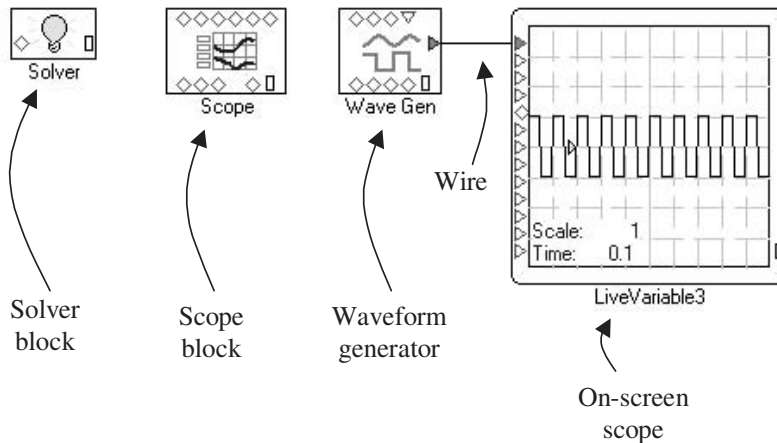 Solver
Scope
Wave Gen
Scale: 1
Time: 0.1
LiveVariable3
Wire
Solver
block
Scope
block
Waveform
generator
On-screen
scope